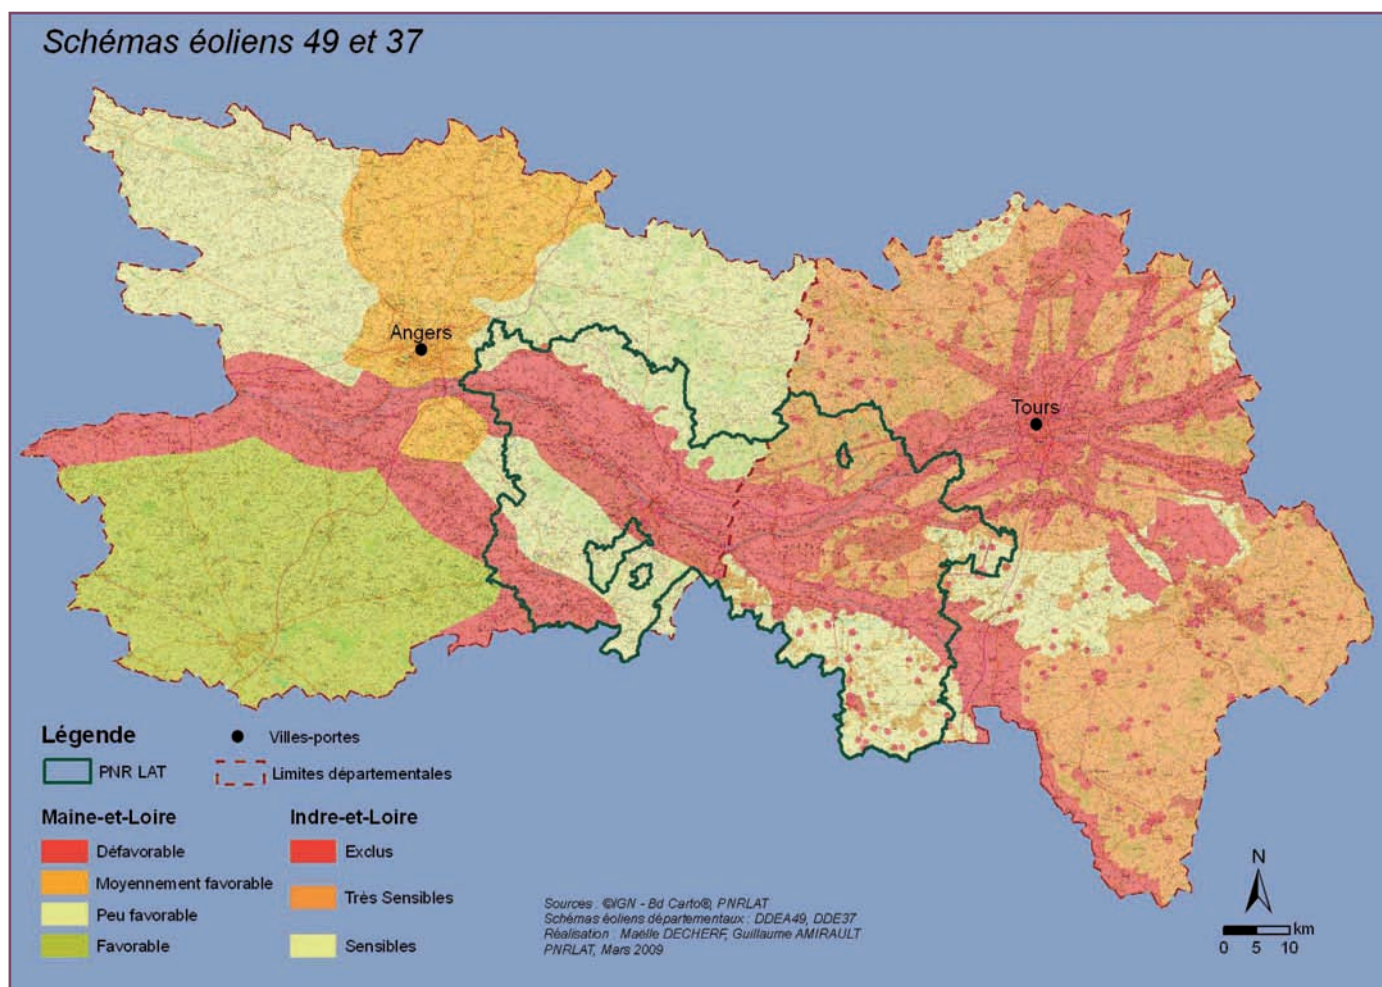 Schémas éoliens 49 et 37
Angers
Tours
Légende
Villes-portes
PNR LAT
Limites départementales
Maine-et-Loire
Indre-et-Loire
Défavorable
Exclus
Moyennement favorable
Très Sensibles
Peu favorable
Favorable
Sensibles
Sources : ©IGN - Bd Carto®, PNRLAT
Schémas éoliens départementaux : DDEA49, DDE37
Réalisation : Maëlle DECHERF, Guillaume AMIRAULT
PNRLAT, Mars 2009
N
km
0 5 10